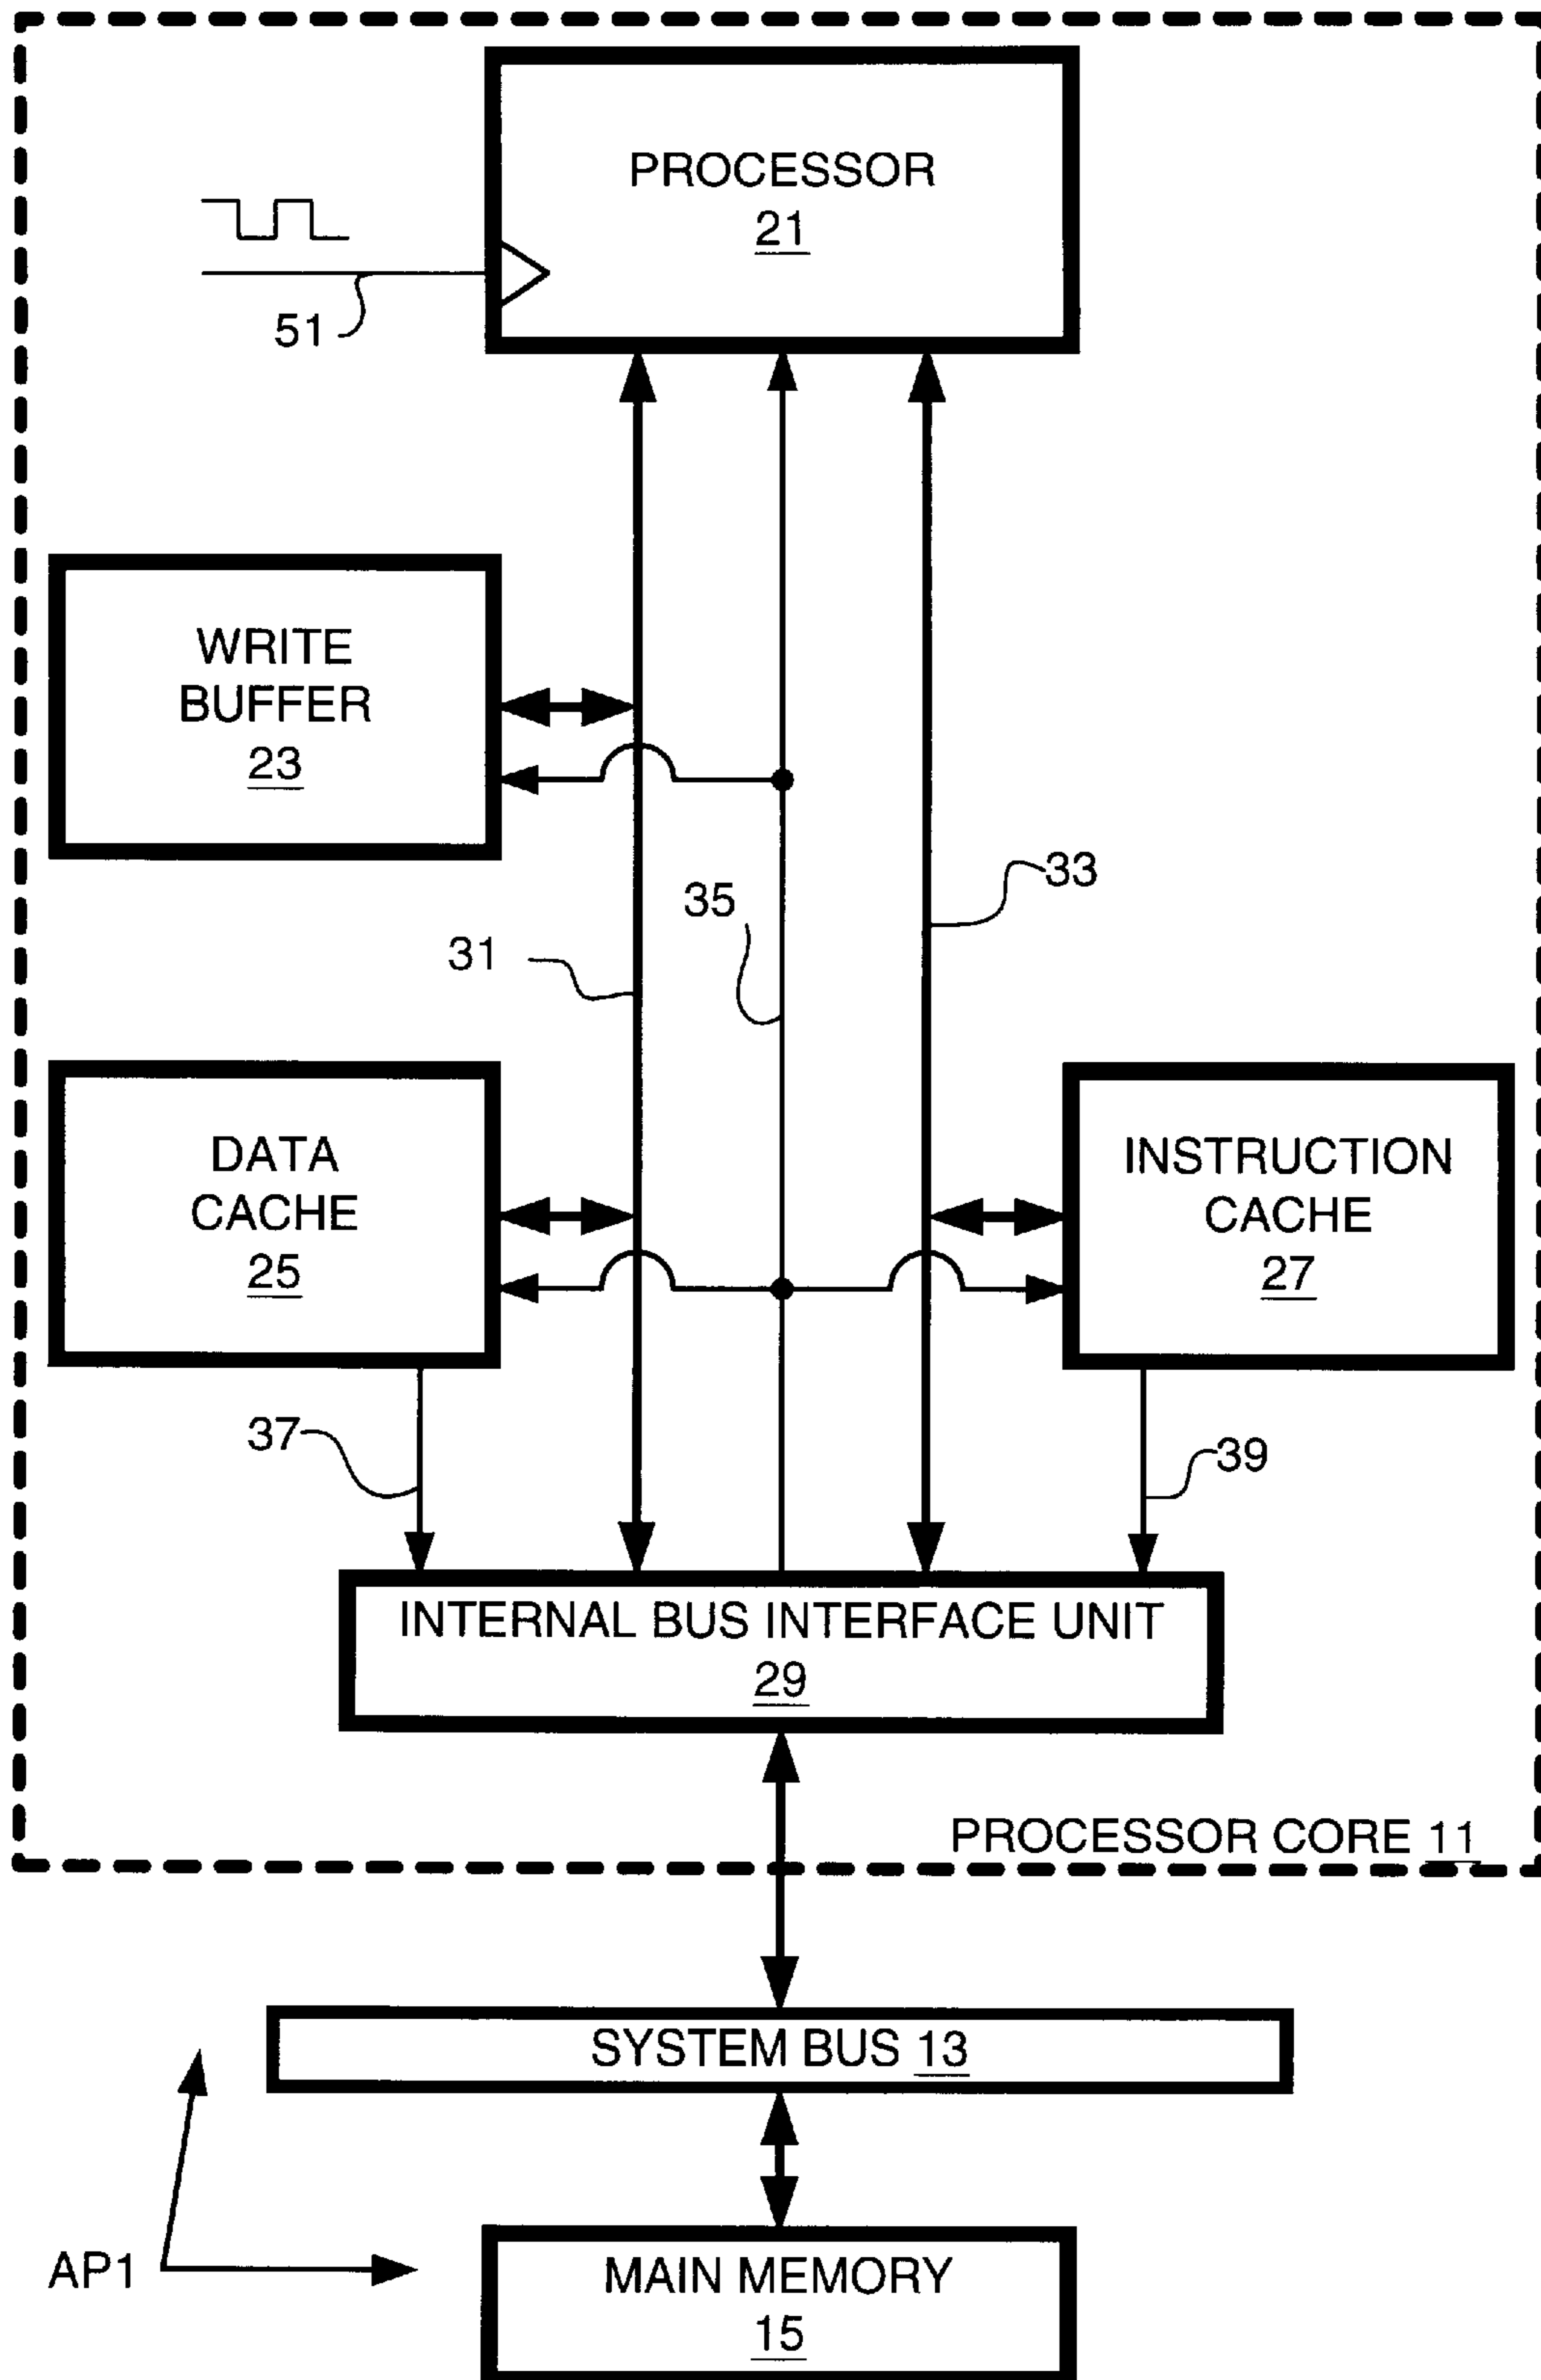 PROCESSOR
21
51
WRITE
BUFFER
23
33
35
31
DATA
CACHE
25
INSTRUCTION
CACHE
27
37
39
INTERNAL BUS INTERFACE UNIT
29
PROCESSOR CORE 11
SYSTEM BUS 13
AP1
MAIN MEMORY
15